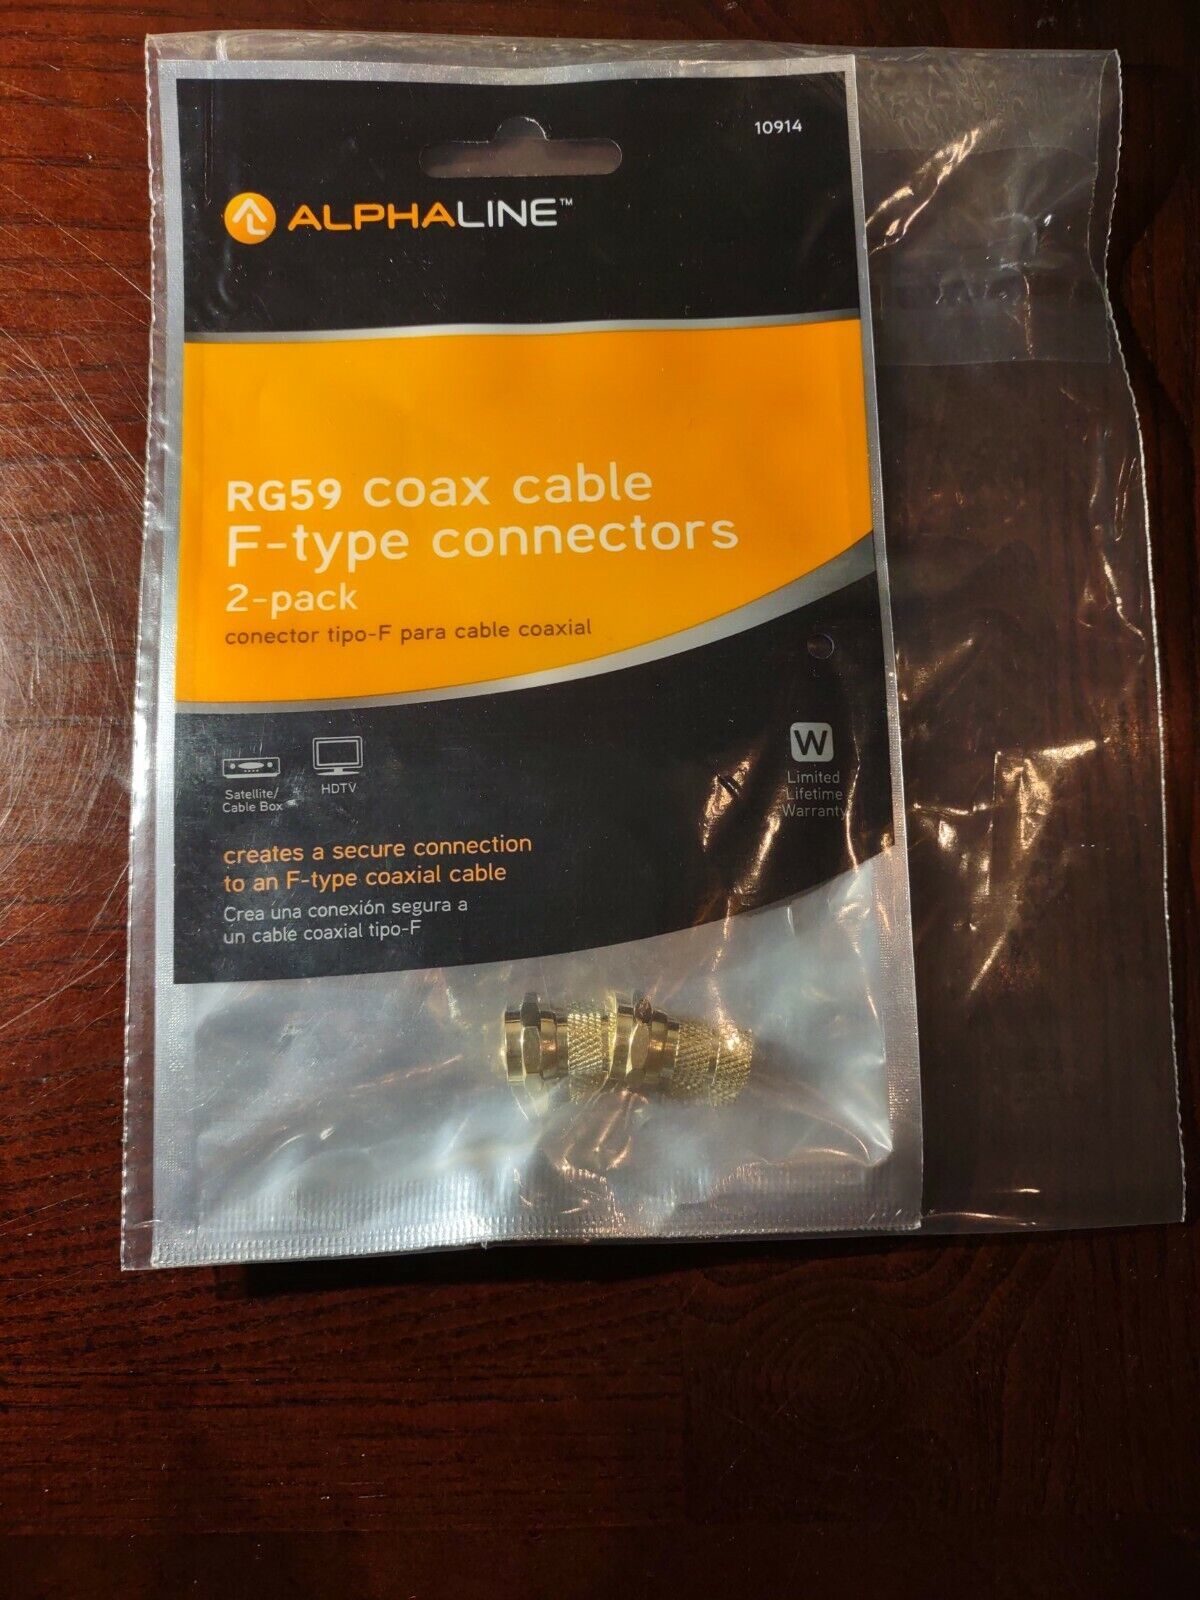 10914
ALPHALINE™
RG59 coax cable
F-type connectors
2-pack
conector tipo-F para cable coaxial
Satellite/
Cable Box
HDTV
W
Limited
Lifetime
Warranty
creates a secure connection
to an F-type coaxial cable
Crea una conexión segura a
un cable coaxial tipo-F